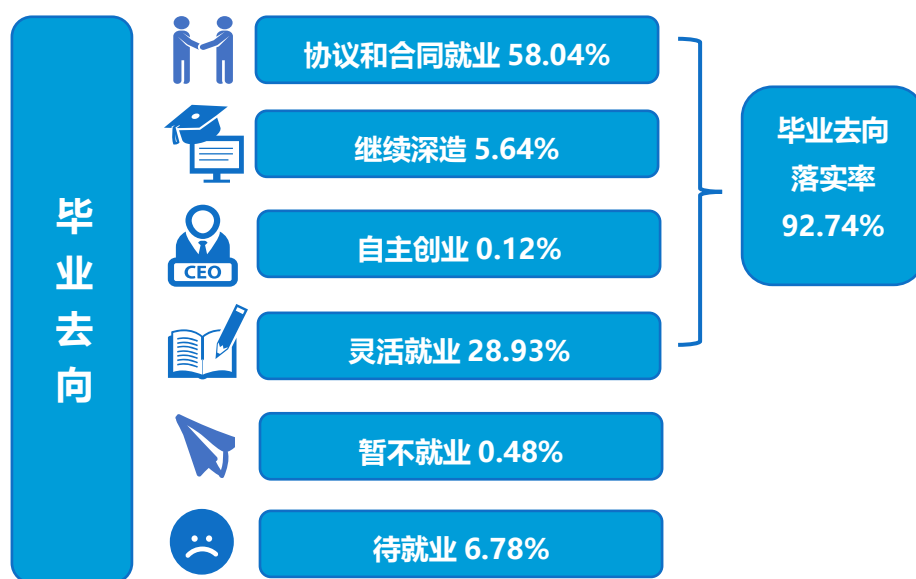 毕业去向
协议和合同就业 58.04%
继续深造 5.64%
CEO
自主创业 0.12%
灵活就业 28.93%
暂不就业 0.48%
待就业 6.78%
毕业去向
落实率
92.74%